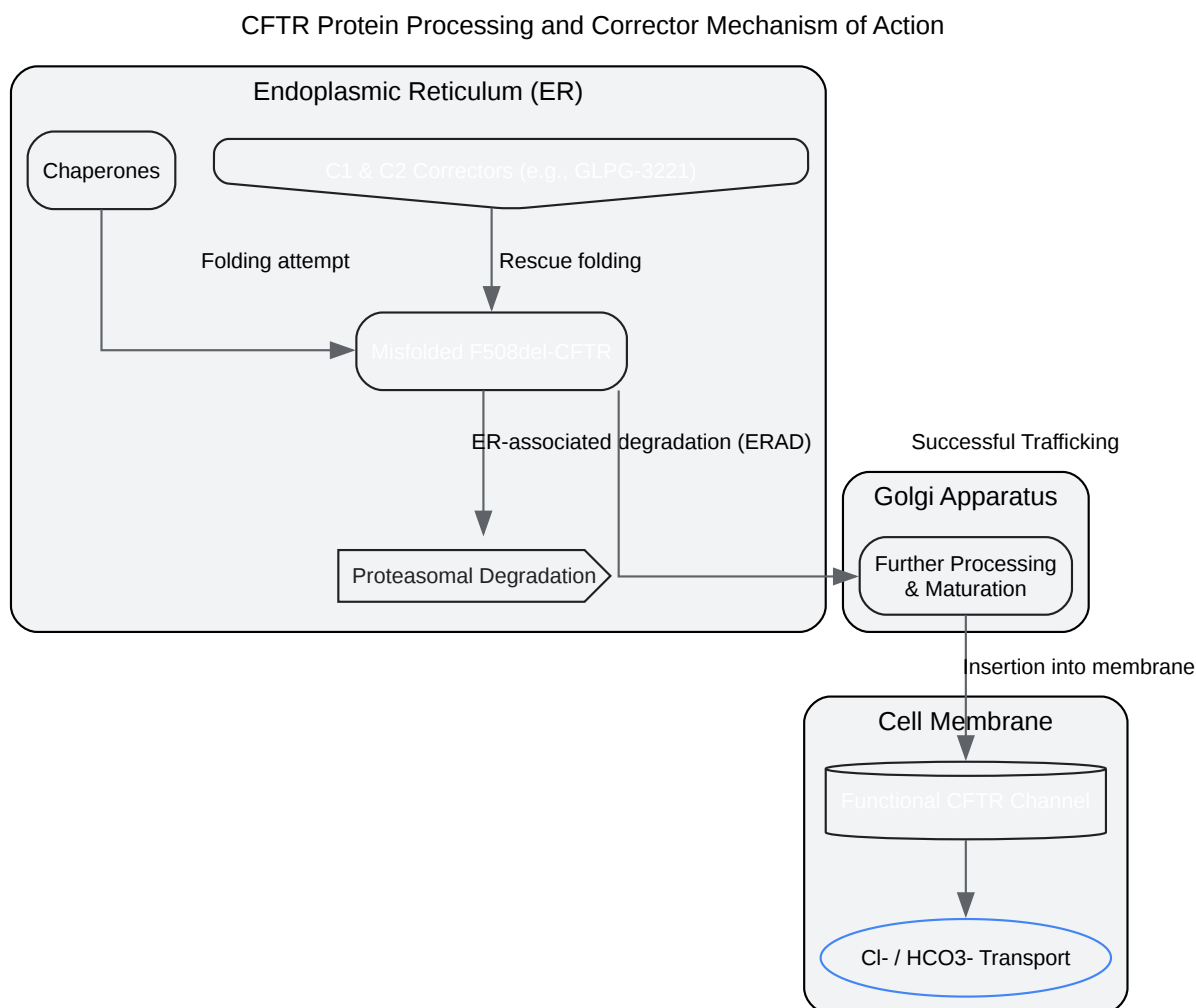 CFTR Protein Processing and Corrector Mechanism of Action
Endoplasmic Reticulum (ER)
Chaperones
C1 & C2 Correctors (e.g., GLPG-3221)
Folding attempt
Rescue folding
Misfolded F508del-CFTR
ER-associated degradation (ERAD)
Successful Trafficking
Golgi Apparatus
Proteasomal Degradation
Further Processing
& Maturation
Insertion into membrane
Cell Membrane
Functional CFTR Channel
Cl- / HCO3- Transport